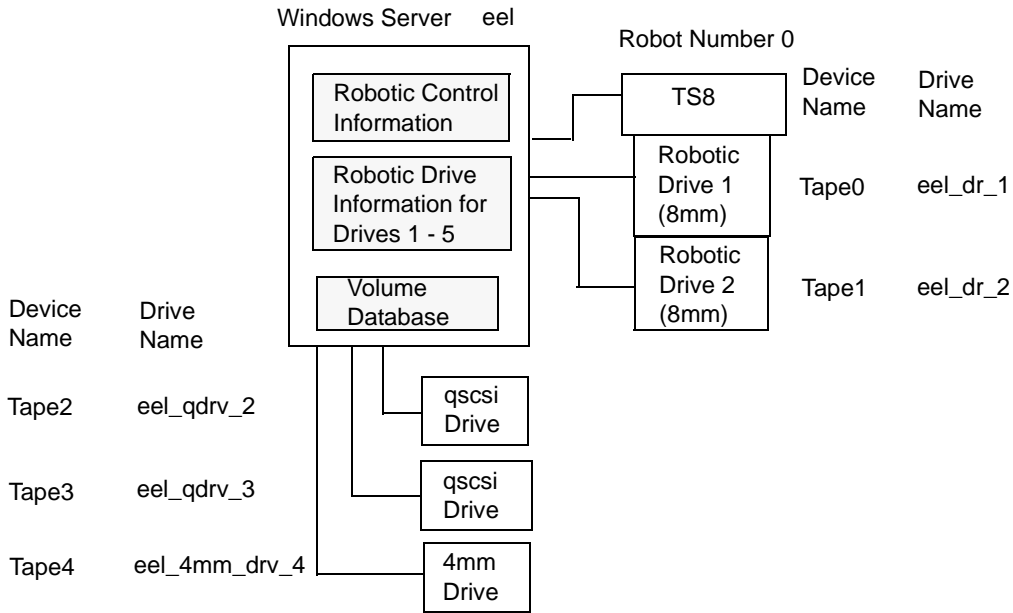 Windows Server eel
Robot Number 0
Robotic Control
Information
Robotic Drive
Information for
Drives 1 - 5
Volume
Database
TS8
Device
Name
Drive
Name
Robotic
Drive 1
(8mm)
Tape0 eel_dr_1
Robotic
Drive 2
(8mm)
Tape1 eel_dr_2
Device
Name
Drive
Name
Tape2 eel_qdrv_2
qscsi
Drive
Tape3 eel_qdrv_3
qscsi
Drive
Tape4 eel_4mm_drv_4
4mm
Drive